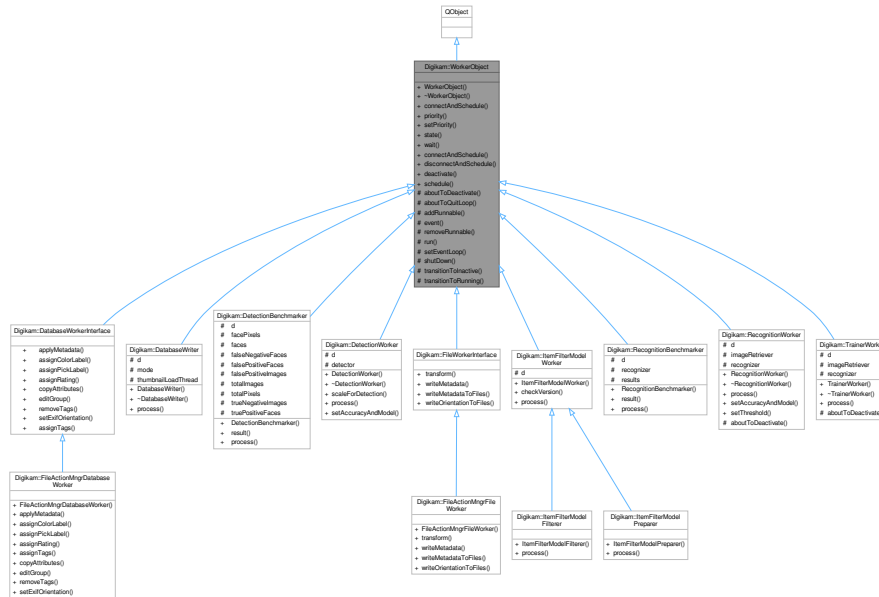 QObject
Digikam::WorkerObject
+ WorkerObject()
+ ~WorkerObject()
+ connectAndSchedule()
+ priority()
+ setPriority()
+ state()
+ wait()
+ connectAndSchedule()
+ disconnectAndSchedule()
+ deactivate()
+ schedule()
# aboutToDeactivate()
# aboutToQuitLoop()
# addRunnable()
# event()
# removeRunnable()
# run()
# setEventLoop()
# shutDown()
# transitionToInactive()
# transitionToRunning()
Digikam::DatabaseWorkerInterface
+ applyMetadata()
+ assignColorLabel()
+ assignPickLabel()
+ assignRating()
+ copyAttributes()
+ editGroup()
+ removeTags()
+ setExifOrientation()
+ assignTags()
Digikam::DatabaseWriter
# d
# mode
# thumbnailLoadThread
+ DatabaseWriter()
+ ~DatabaseWriter()
+ process()
Digikam::DetectionBenchmarker
# d
# facePixels
# faces
# falseNegativeFaces
# falsePositiveFaces
# falsePositiveImages
# totalImages
# totalPixels
# trueNegativeImages
# truePositiveFaces
+ DetectionBenchmarker()
+ result()
+ process()
Digikam::DetectionWorker
# d
# detector
+ DetectionWorker()
+ ~DetectionWorker()
+ scaleForDetection()
+ process()
+ setAccuracyAndModel()
Digikam::FileWorkerInterface
+ transform()
+ writeMetadata()
+ writeMetadataToFiles()
+ writeOrientationToFiles()
Digikam::ItemFilterModel
Worker
# d
+ ItemFilterModelWorker()
+ checkVersion()
+ process()
Digikam::RecognitionBenchmarker
# d
# recognizer
# results
+ RecognitionBenchmarker()
+ result()
+ process()
Digikam::RecognitionWorker
# d
# imageRetriever
# recognizer
+ RecognitionWorker()
+ ~RecognitionWorker()
+ process()
+ setAccuracyAndModel()
+ setThreshold()
# aboutToDeactivate()
Digikam::TrainerWorke
# d
# imageRetriever
# recognizer
+ TrainerWorker()
+ ~TrainerWorker()
+ process()
# aboutToDeactivate
Digikam::FileActionMngrDatabase
Worker
+ FileActionMngrDatabaseWorker()
+ applyMetadata()
+ assignColorLabel()
+ assignPickLabel()
+ assignRating()
+ assignTags()
+ copyAttributes()
+ editGroup()
+ removeTags()
+ setExifOrientation()
Digikam::FileActionMngrFile
Worker
+ FileActionMngrFileWorker()
+ transform()
+ writeMetadata()
+ writeMetadataToFiles()
+ writeOrientationToFiles()
Digikam::ItemFilterModel
Filterer
+ ItemFilterModelFilterer()
+ process()
Digikam::ItemFilterModel
Preparer
+ ItemFilterModelPreparer()
+ process()